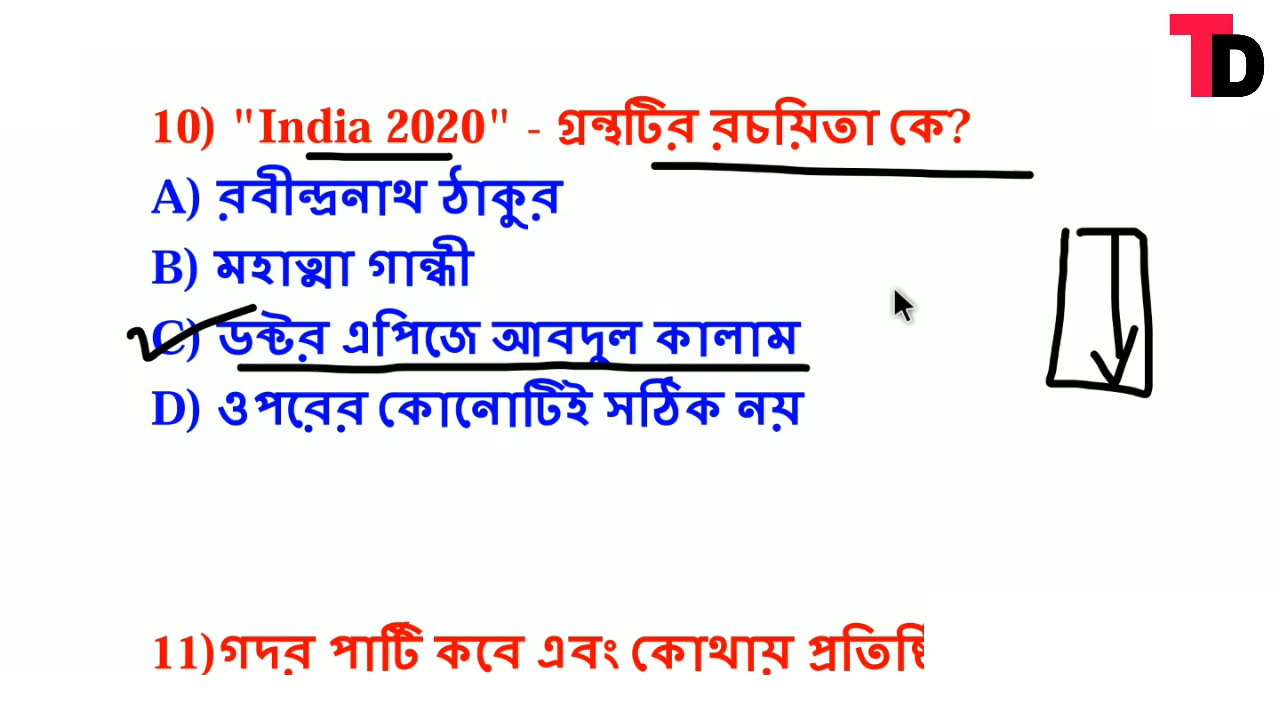 TD
10) "India 2020" - গ্রন্থটির রচয়িতা কে?
A) রবীন্দ্রনাথ ঠাকুর
B) মহাত্মা গান্ধী
C) ডক্টর এপিজে আবদুল কালাম
D) ওপরের কোনোটিই সঠিক নয়
11)গদর পার্টি কবে এবং কোথায়